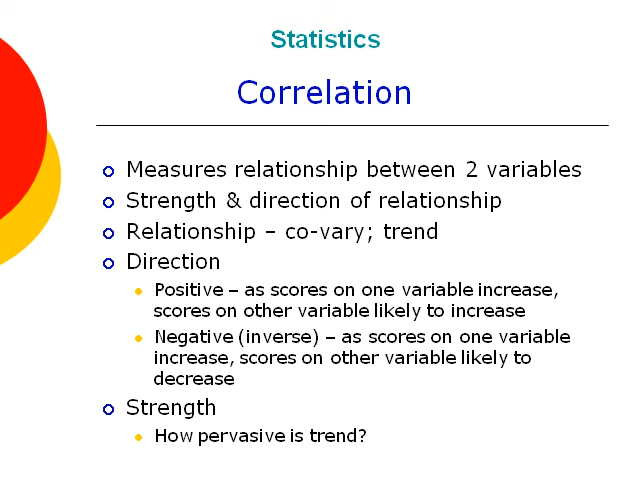 Statistics
Correlation
Measures relationship between 2 variables
Strength & direction of relationship
Relationship – co-vary; trend
Direction
Positive – as scores on one variable increase,
scores on other variable likely to increase
Negative (inverse) – as scores on one variable
increase, scores on other variable likely to
decrease
Strength
How pervasive is trend?